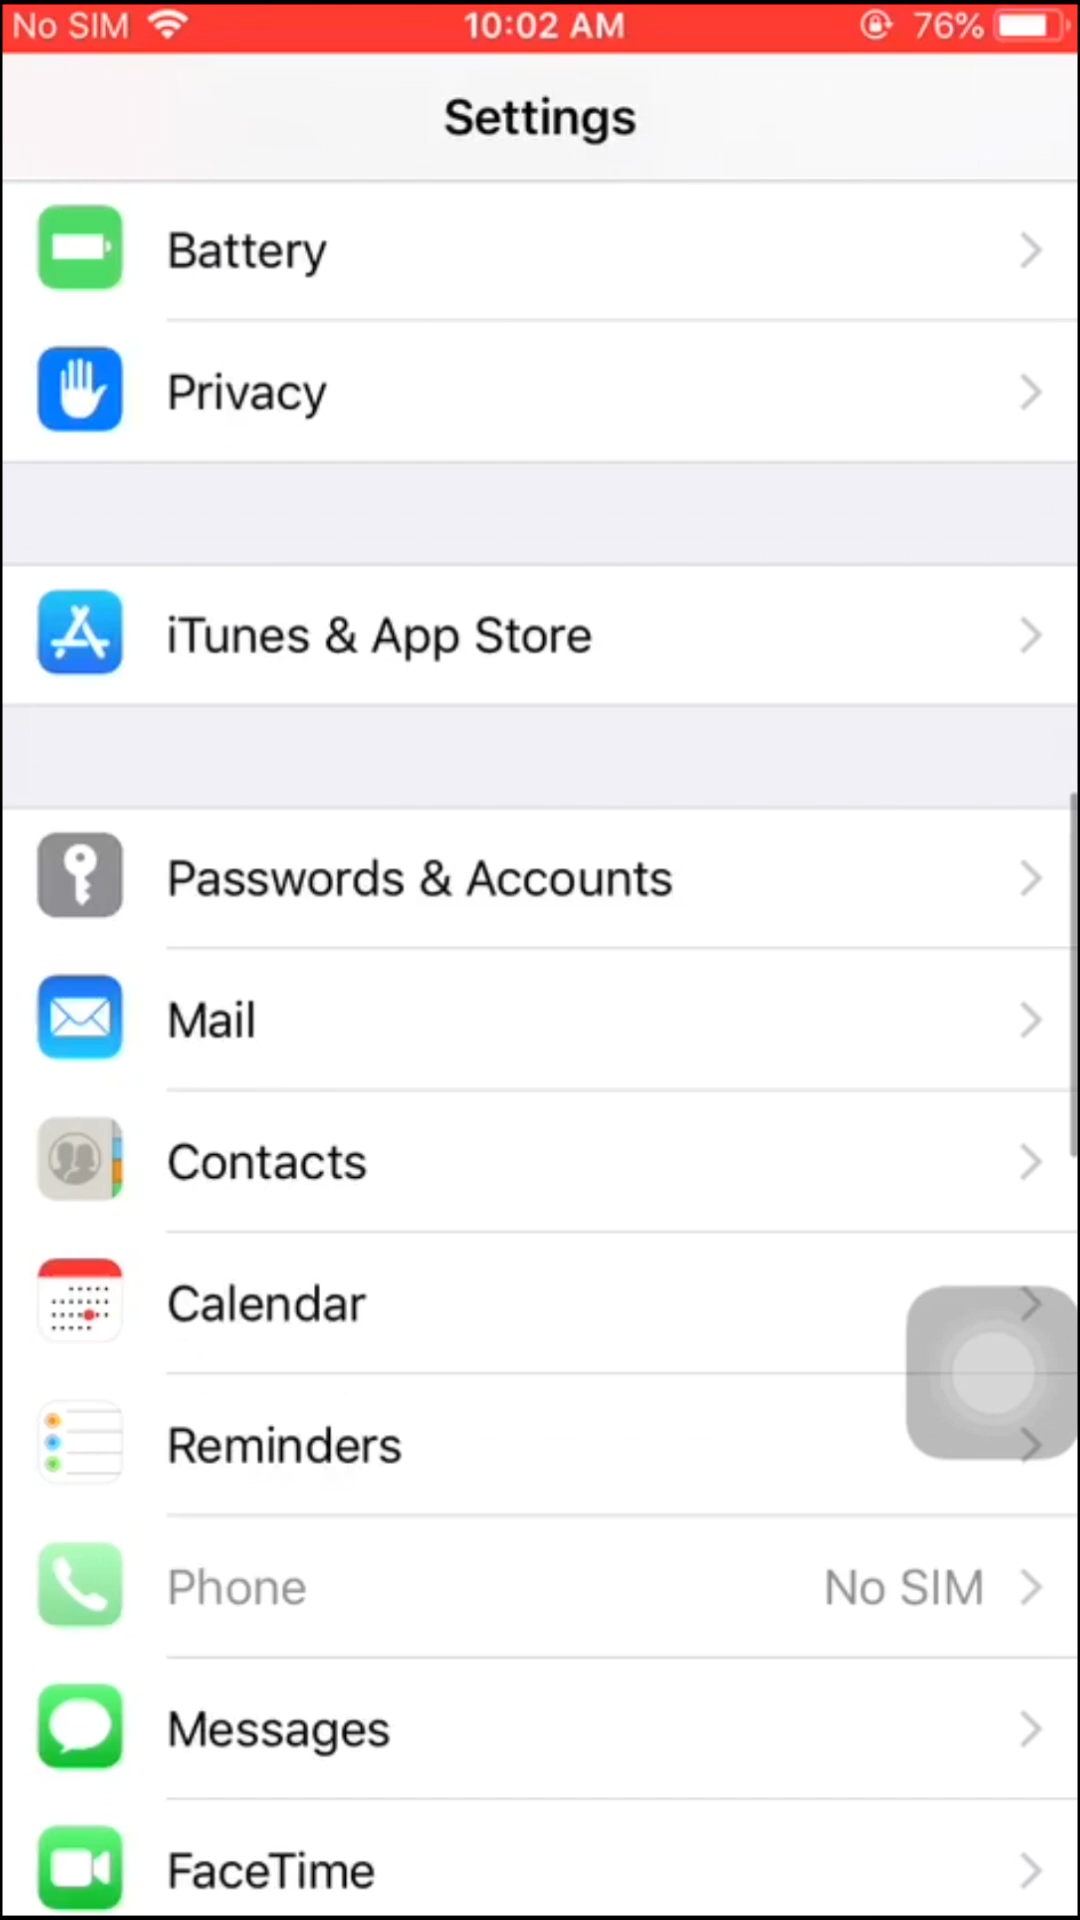 No SIM 10:02 AM 76%
Settings
Battery
Privacy
iTunes & App Store
Passwords & Accounts
Mail
Contacts
Calendar
Reminders
Phone No SIM
Messages
FaceTime